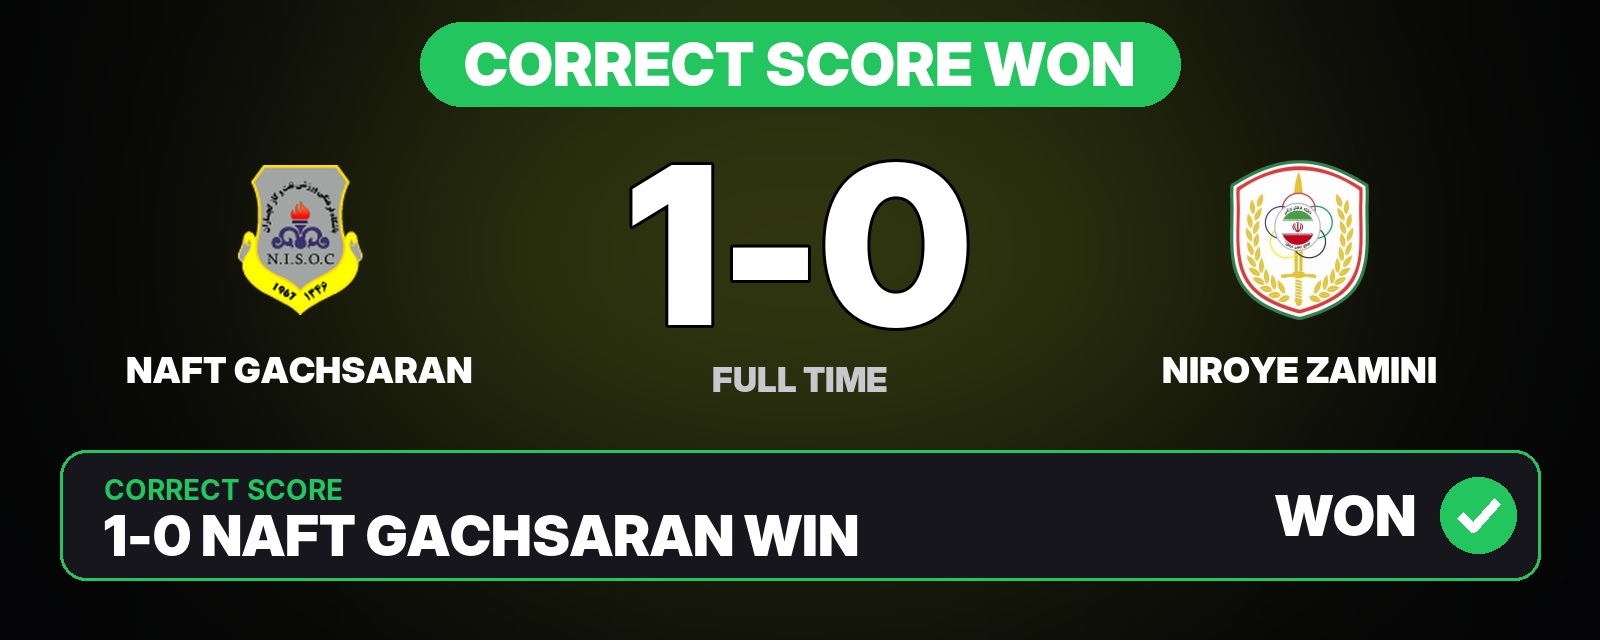 CORRECT SCORE WON
1-0
FULL TIME
N.I.S.O.C
1967 ۱۳۴۶
NAFT GACHSARAN
NIROYE ZAMINI
CORRECT SCORE
1-0 NAFT GACHSARAN WIN
WON